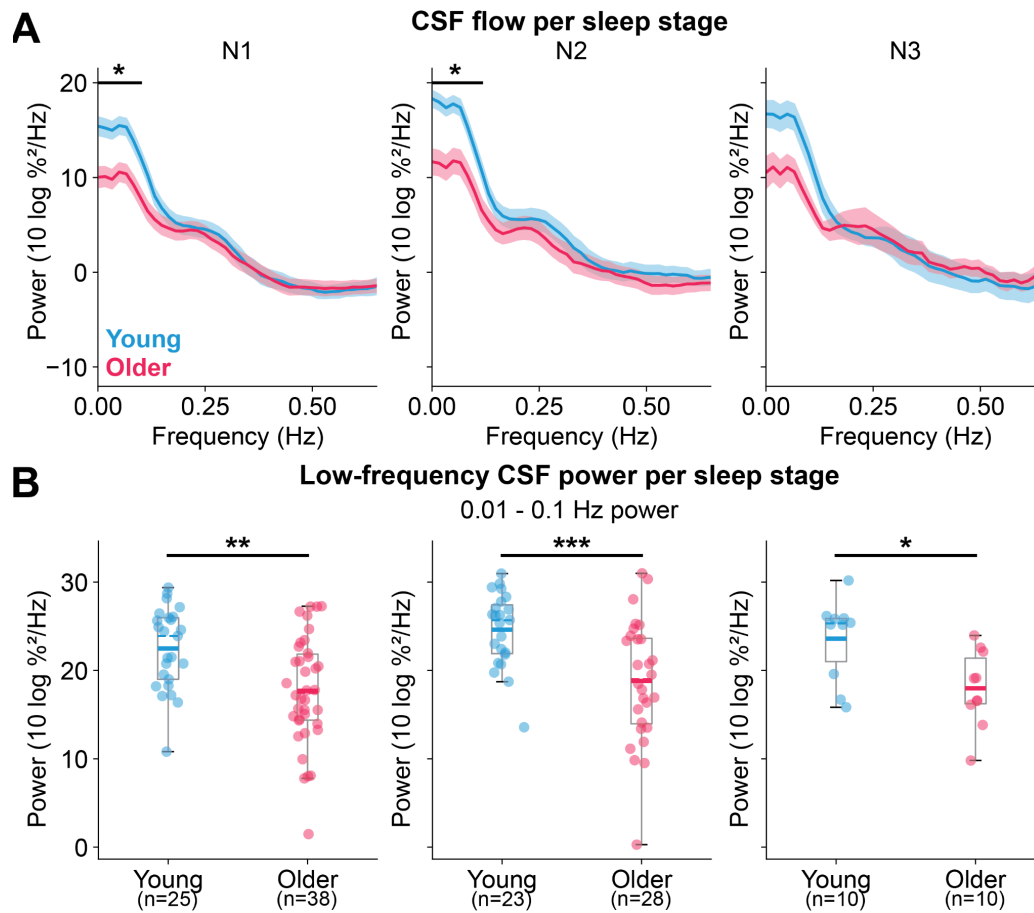 A
CSF flow per sleep stage
N1
N2
N3
*
*
20
10
0
−10
Power (10 log %²/Hz)
Power (10 log %²/Hz)
Power (10 log %²/Hz)
Young
Older
0.00 0.25 0.50
0.00 0.25 0.50
0.00 0.25 0.50
Frequency (Hz)
Frequency (Hz)
Frequency (Hz)
B
Low-frequency CSF power per sleep stage
0.01 - 0.1 Hz power
**
***
*
30
20
10
0
Power (10 log %²/Hz)
Power (10 log %²/Hz)
Power (10 log %²/Hz)
Young Older
(n=25) (n=38)
Young Older
(n=23) (n=28)
Young Older
(n=10) (n=10)